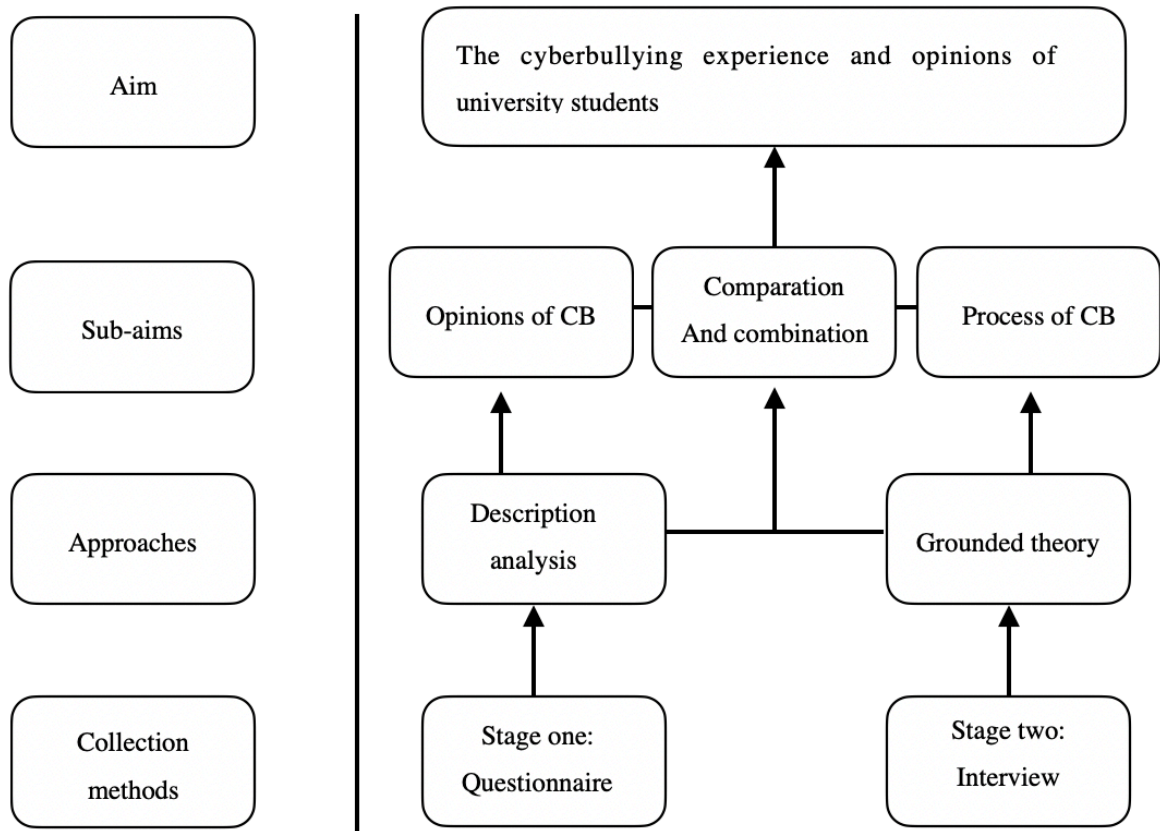 Aim
The cyberbullying experience and opinions of
university students
Sub-aims
Opinions of CB
Comparation
And combination
Process of CB
Approaches
Description
analysis
Grounded theory
Collection
methods
Stage one:
Questionnaire
Stage two:
Interview